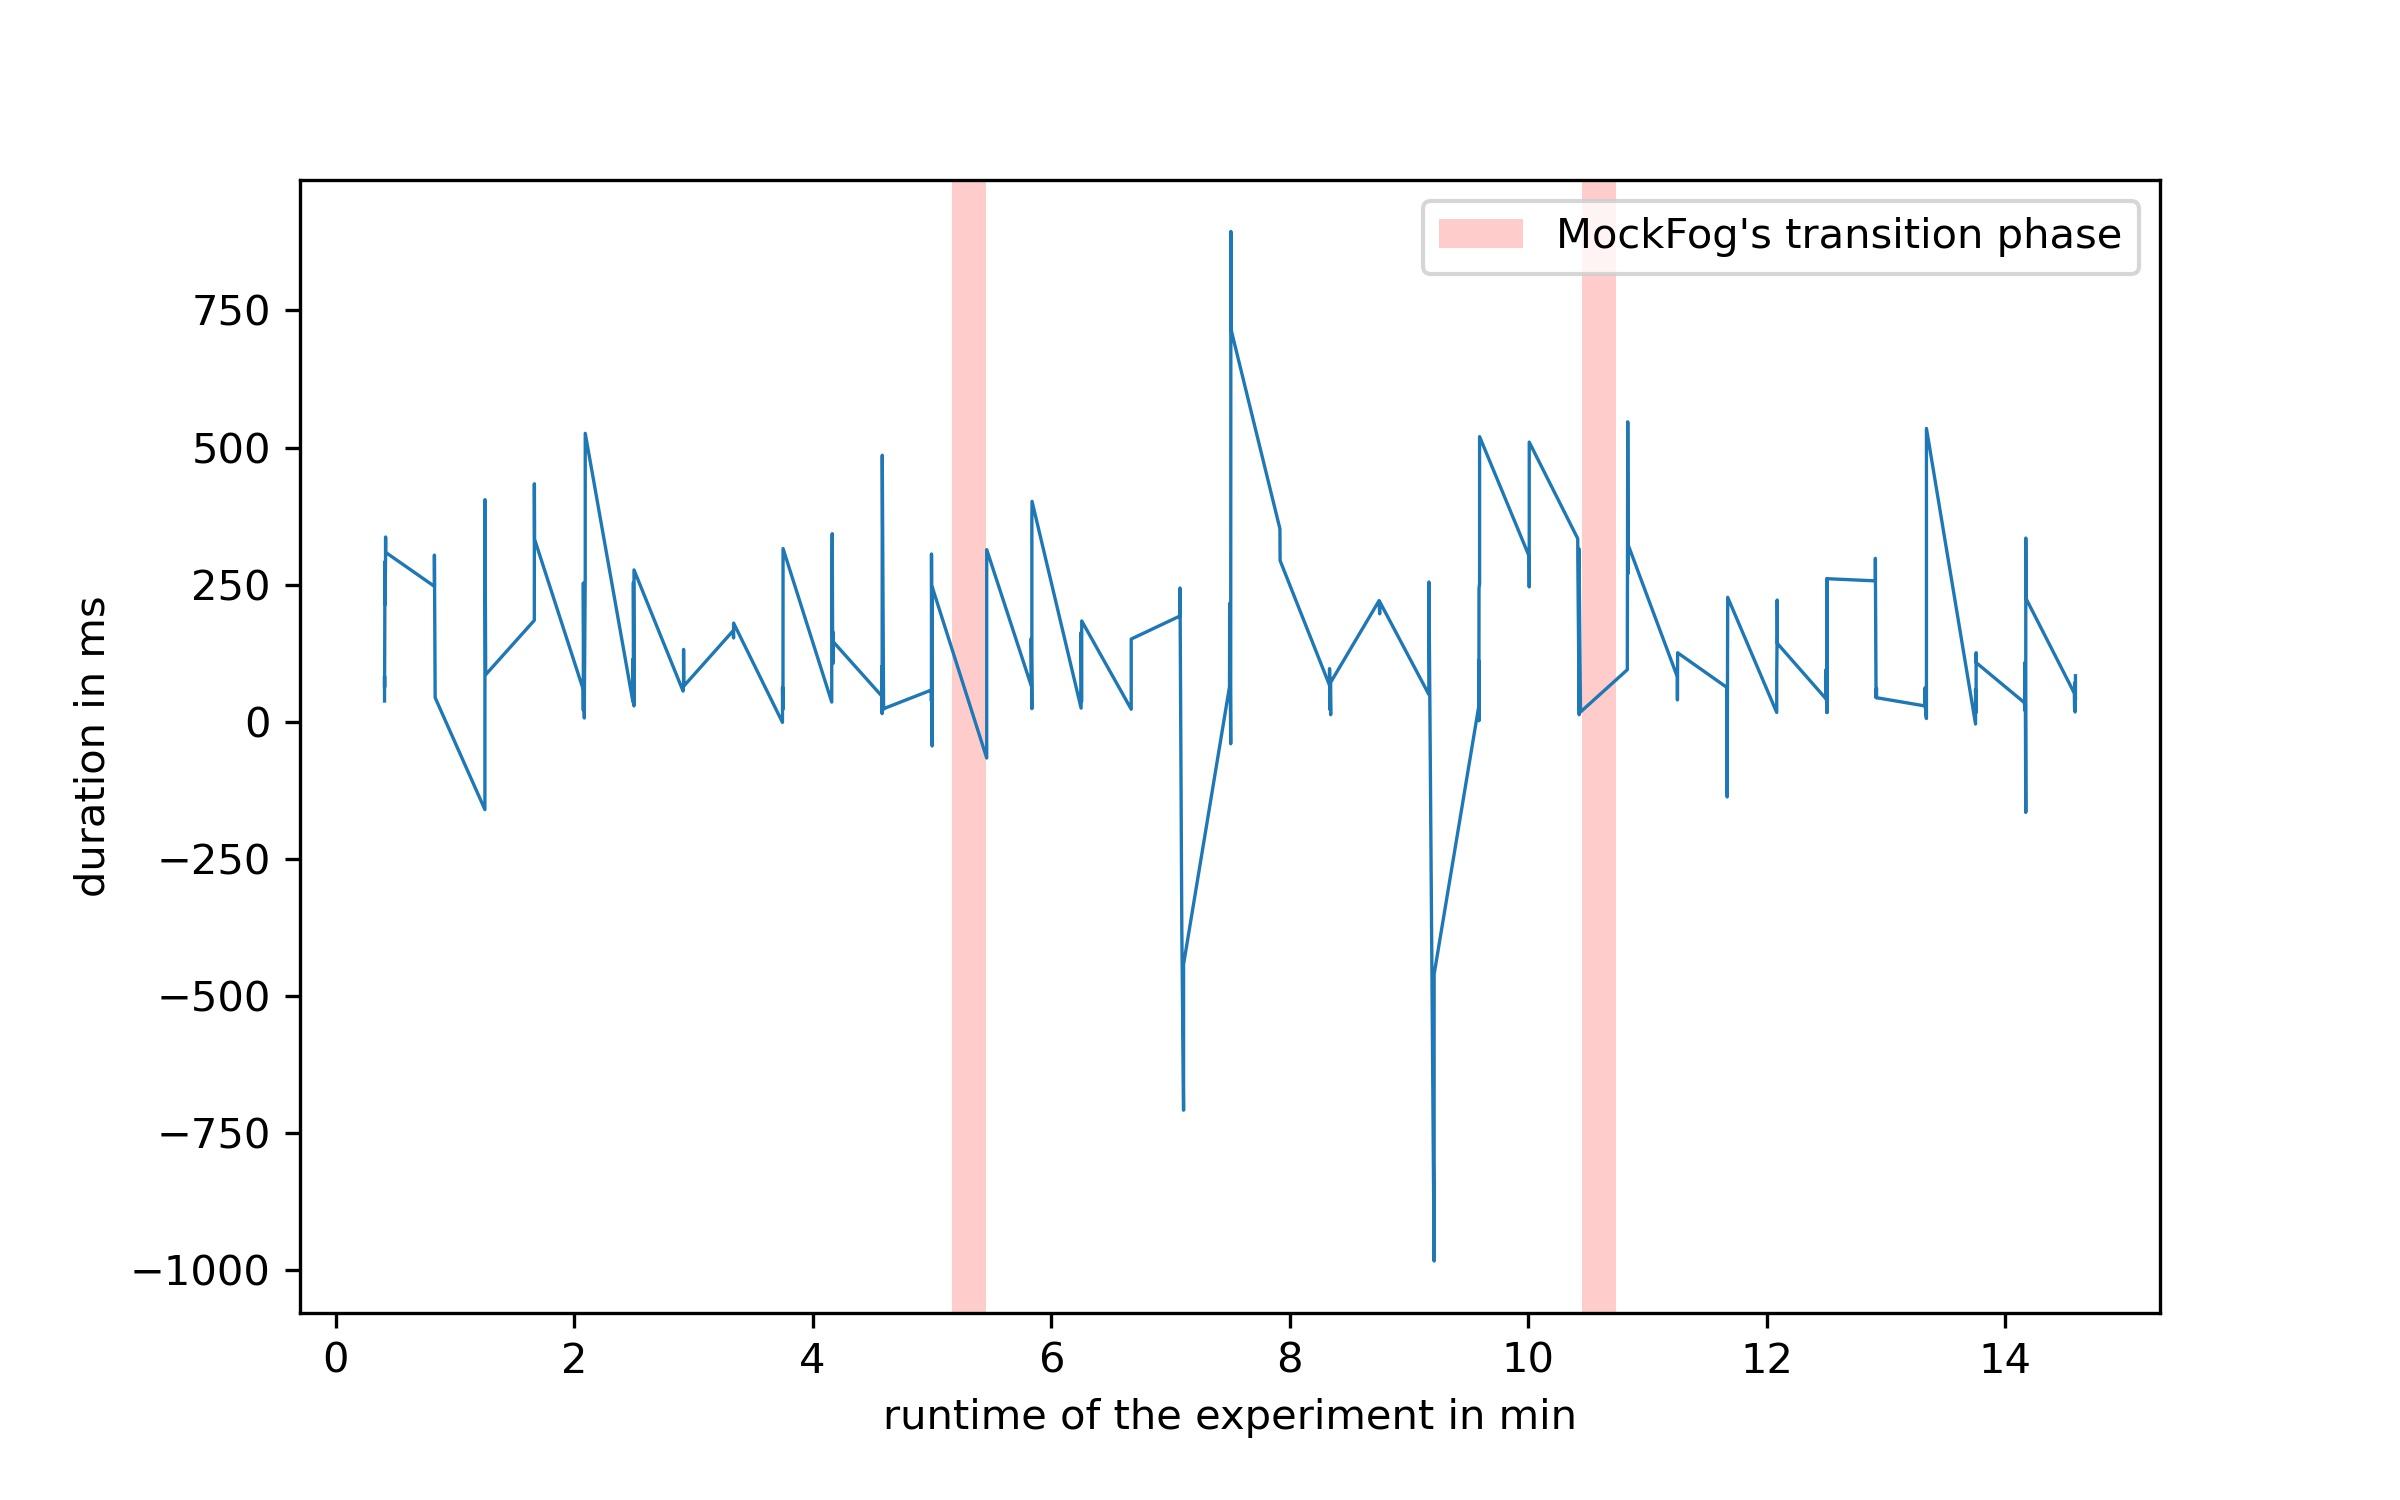 MockFog's transition phase
750
500
250
0
−250
−500
−750
−1000
duration in ms
0 2 4 6 8 10 12 14
runtime of the experiment in min